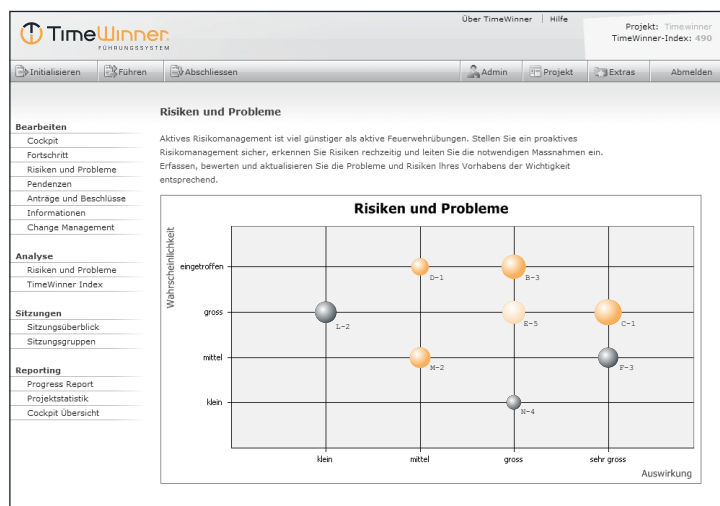 Über TimeWinner | Hilfe
Projekt: Timewinner
TimeWinner-Index: 490
TimeWinner
FÜHRUNGSSYSTEM
Initialisieren
Führen
Abschliessen
Admin
Projekt
Extras
Abmelden
Bearbeiten
Cockpit
Fortschritt
Risiken und Probleme
Pendenzen
Anträge und Beschlüsse
Informationen
Change Management
Analyse
Risiken und Probleme
TimeWinner Index
Sitzungen
Sitzungsüberblick
Sitzungsgruppen
Reporting
Progress Report
Projektstatistik
Cockpit Übersicht
Risiken und Probleme
Aktives Risikomanagement ist viel günstiger als aktive Feuerwehrübungen. Stellen Sie ein proaktives
Risikomanagement sicher, erkennen Sie Risiken rechzeitig und leiten Sie die notwendigen Massnahmen ein.
Erfassen, bewerten und aktualisieren Sie die Probleme und Risiken Ihres Vorhabens der Wichtigkeit
entsprechend.
Risiken und Probleme
Wahrscheinlichkeit
eingetroffen
D-1
B-3
gross
L-2
E-5
C-1
mittel
M-2
F-3
klein
N-4
klein
mittel
gross
sehr gross
Auswirkung